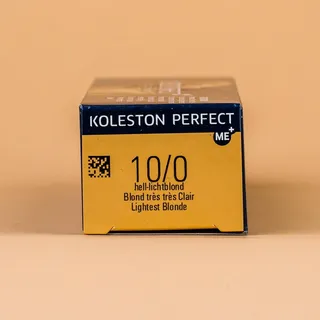 KOLESTON PERFECT
ME+
10/0
hell-lichtblond
Blond très très Clair
Lightest Blonde